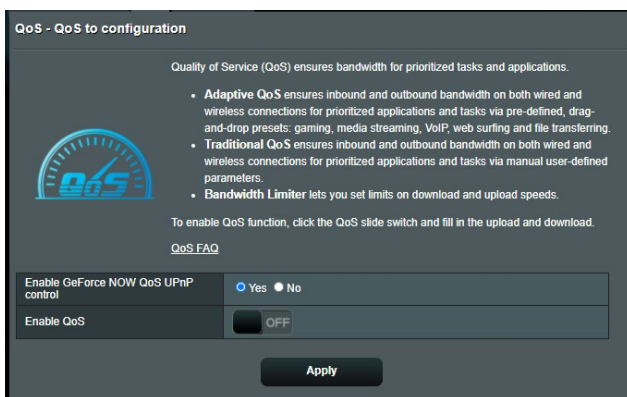 QoS - QoS to configuration
Quality of Service (QoS) ensures bandwidth for prioritized tasks and applications.
• Adaptive QoS ensures inbound and outbound bandwidth on both wired and
wireless connections for prioritized applications and tasks via pre-defined, drag-
and-drop presets: gaming, media streaming, VoIP, web surfing and file transferring.
• Traditional QoS ensures inbound and outbound bandwidth on both wired and
wireless connections for prioritized applications and tasks via manual user-defined
parameters.
• Bandwidth Limiter lets you set limits on download and upload speeds.
QoS
To enable QoS function, click the QoS slide switch and fill in the upload and download.
QoS FAQ
Enable GeForce NOW QoS UPnP
control
Yes No
Enable QoS
OFF
Apply